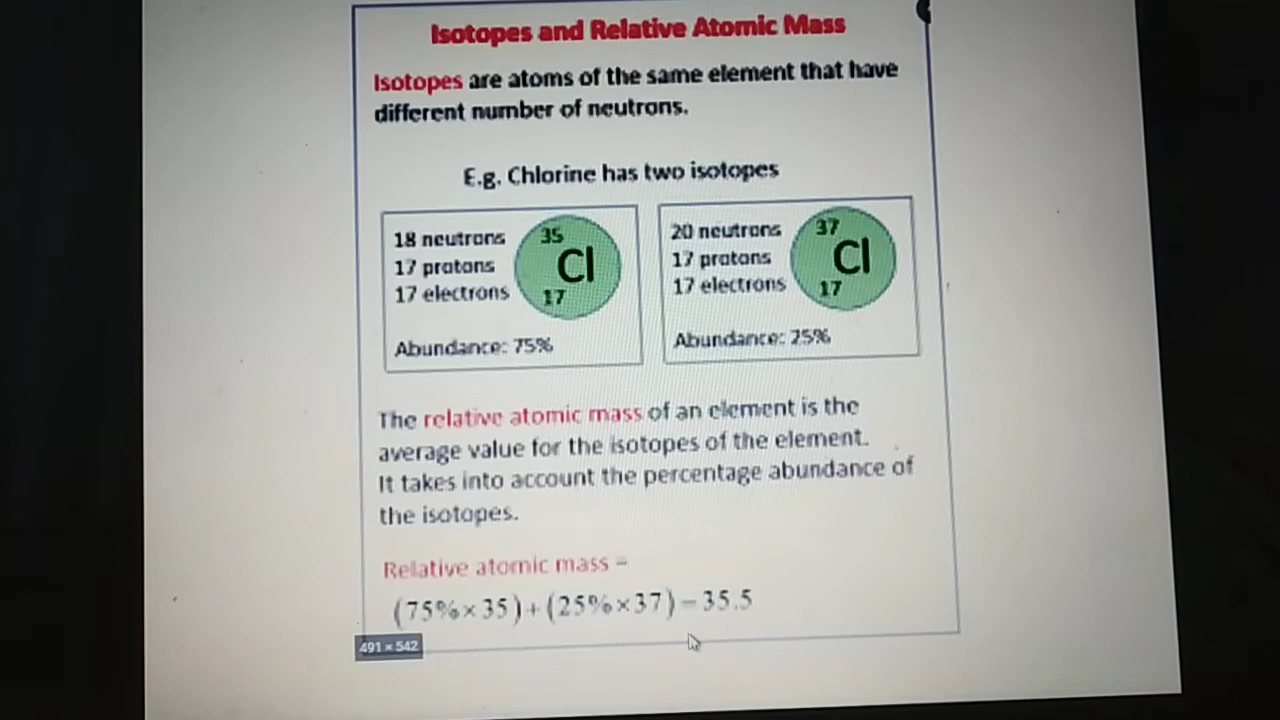 Isotopes and Relative Atomic Mass
Isotopes are atoms of the same element that have
different number of neutrons.
E.g. Chlorine has two isotopes
18 neutrons
17 protons
17 electrons
35
Cl
17
Abundance: 75%
20 neutrons
17 protons
17 electrons
37
Cl
17
Abundance: 25%
The relative atomic mass of an element is the
average value for the isotopes of the element.
It takes into account the percentage abundance of
the isotopes.
Relative atomic mass =
(75%×35)+(25%×37)=35.5
491 × 542